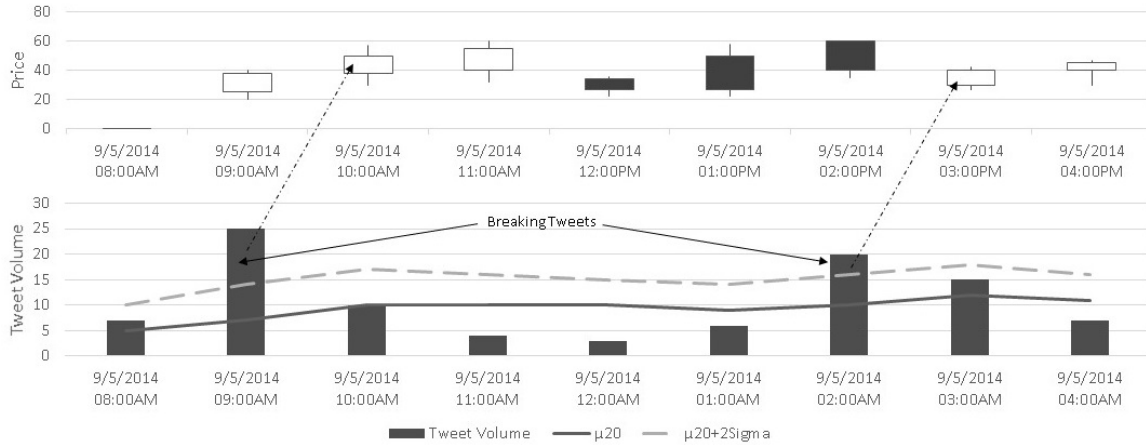 Price
80
60
40
20
0
9/5/2014 9/5/2014 9/5/2014 9/5/2014 9/5/2014 9/5/2014 9/5/2014 9/5/2014 9/5/2014
08:00AM 09:00AM 10:00AM 11:00AM 12:00PM 01:00PM 02:00PM 03:00PM 04:00PM
Tweet Volume
30
25
20
15
10
5
0
BreakingTweets
9/5/2014 9/5/2014 9/5/2014 9/5/2014 9/5/2014 9/5/2014 9/5/2014 9/5/2014 9/5/2014
08:00AM 09:00AM 10:00AM 11:00AM 12:00AM 01:00AM 02:00AM 03:00AM 04:00AM
Tweet Volume μ20 μ20+2Sigma